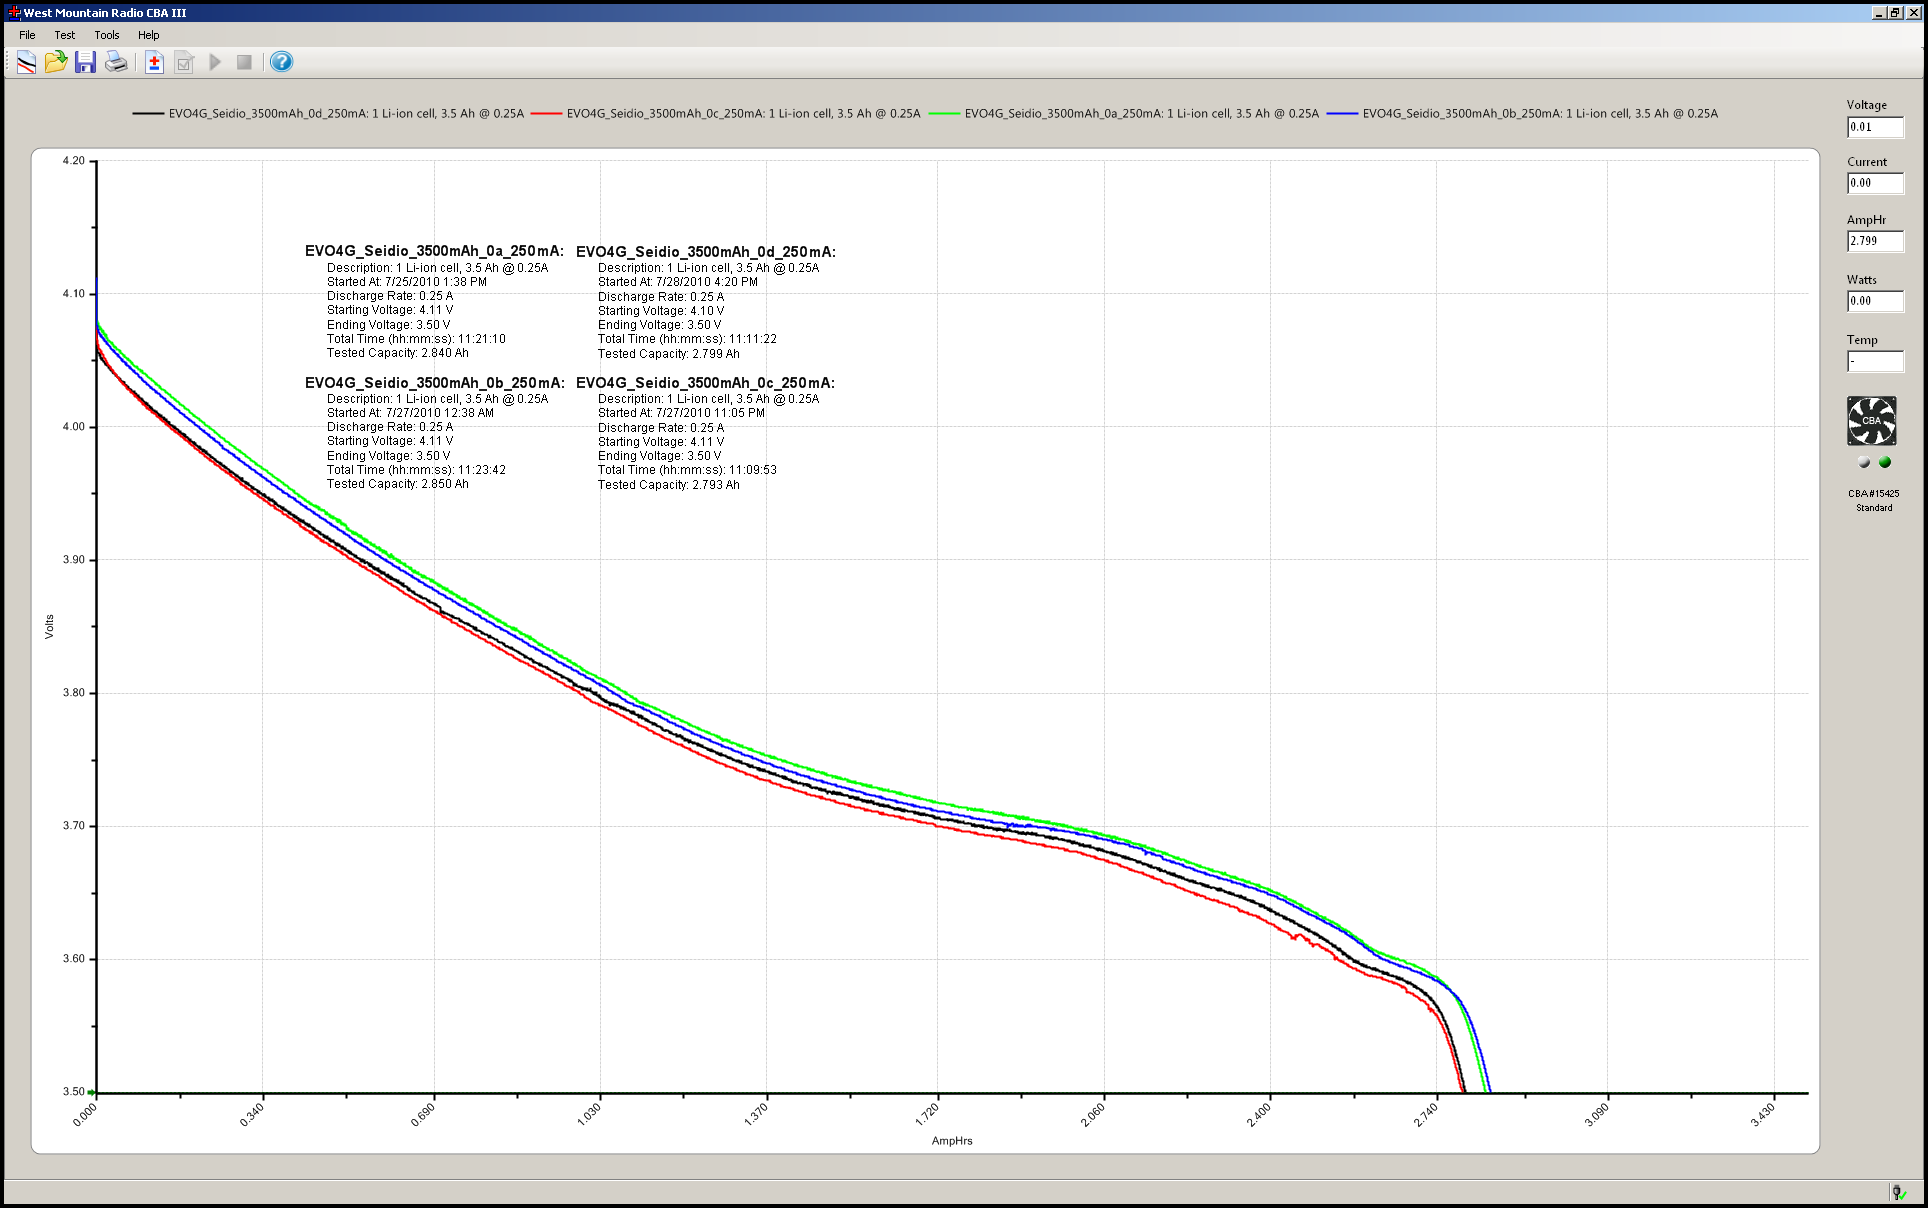 West Mountain Radio CBA III
File Test Tools Help
EVO4G_Seidio_3500mAh_0d_250mA: 1 Li-ion cell, 3.5 Ah @ 0.25A EVO4G_Seidio_3500mAh_0c_250mA: 1 Li-ion cell, 3.5 Ah @ 0.25A EVO4G_Seidio_3500mAh_0a_250mA: 1 Li-ion cell, 3.5 Ah @ 0.25A EVO4G_Seidio_3500mAh_0b_250mA: 1 Li-ion cell, 3.5 Ah @ 0.25A
4.20
4.10
4.00
3.90
3.80
3.70
3.60
3.50
Volts
EVO4G_Seidio_3500mAh_0a_250mA:
Description: 1 Li-ion cell, 3.5 Ah @ 0.25A
Started At: 7/25/2010 1:38 PM
Discharge Rate: 0.25 A
Starting Voltage: 4.11 V
Ending Voltage: 3.50 V
Total Time (hh:mm:ss): 11:21:10
Tested Capacity: 2.840 Ah
EVO4G_Seidio_3500mAh_0d_250mA:
Description: 1 Li-ion cell, 3.5 Ah @ 0.25A
Started At: 7/28/2010 4:20 PM
Discharge Rate: 0.25 A
Starting Voltage: 4.10 V
Ending Voltage: 3.50 V
Total Time (hh:mm:ss): 11:11:22
Tested Capacity: 2.799 Ah
EVO4G_Seidio_3500mAh_0b_250mA:
Description: 1 Li-ion cell, 3.5 Ah @ 0.25A
Started At: 7/27/2010 12:38 AM
Discharge Rate: 0.25 A
Starting Voltage: 4.11 V
Ending Voltage: 3.50 V
Total Time (hh:mm:ss): 11:23:42
Tested Capacity: 2.850 Ah
EVO4G_Seidio_3500mAh_0c_250mA:
Description: 1 Li-ion cell, 3.5 Ah @ 0.25A
Started At: 7/27/2010 11:05 PM
Discharge Rate: 0.25 A
Starting Voltage: 4.11 V
Ending Voltage: 3.50 V
Total Time (hh:mm:ss): 11:09:53
Tested Capacity: 2.793 Ah
0.000 0.340 0.690 1.030 1.370 1.720 2.060 2.400 2.740 3.090 3.430
AmpHrs
Voltage
0.01
Current
0.00
AmpHr
2.799
Watts
0.00
Temp
-
CBA
CBA#15425
Standard